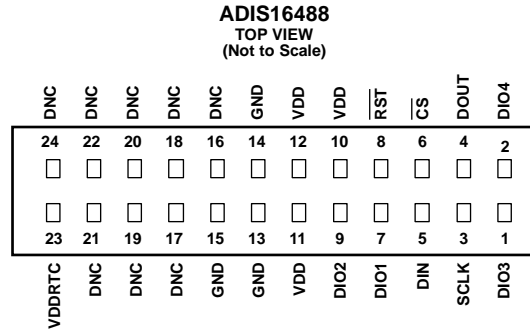 ADIS16488
TOP VIEW
(Not to Scale)
DNC DNC DNC DNC DNC GND VDD VDD RST CS DOUT DIO4
24 22 20 18 16 14 12 10 8 6 4 2
23 21 19 17 15 13 11 9 7 5 3 1
VDDRTC DNC DNC DNC GND GND VDD DIO2 DIO1 DIN SCLK DIO3